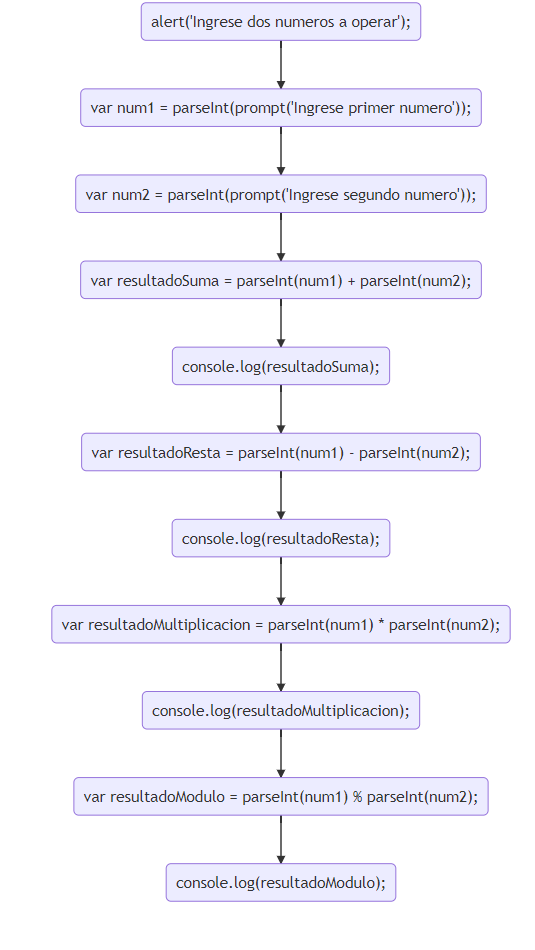 alert('Ingrese dos numeros a operar');
var num1 = parseInt(prompt('Ingrese primer numero'));
var num2 = parseInt(prompt('Ingrese segundo numero'));
var resultadoSuma = parseInt(num1) + parseInt(num2);
console.log(resultadoSuma);
var resultadoResta = parseInt(num1) - parseInt(num2);
console.log(resultadoResta);
var resultadoMultiplicacion = parseInt(num1) * parseInt(num2);
console.log(resultadoMultiplicacion);
var resultadoModulo = parseInt(num1) % parseInt(num2);
console.log(resultadoModulo);